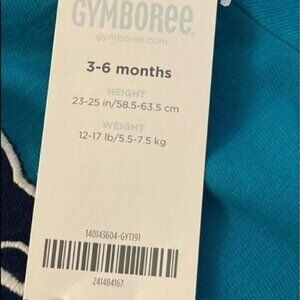 GYMBOREE
gymboree.com
3-6 months
HEIGHT
23-25 in/58.5-63.5 cm
WEIGHT
12-17 lb/5.5-7.5 kg
140143604-GYT191
241484167